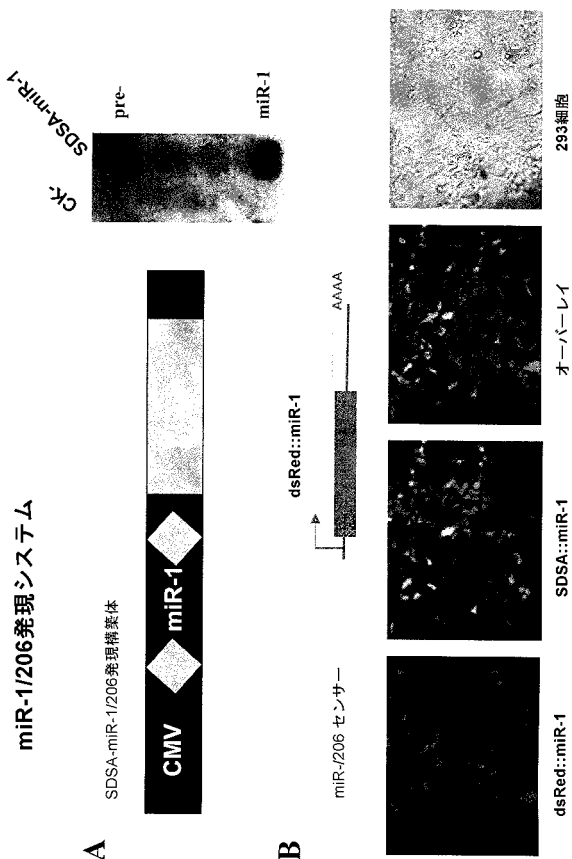 miR-1/206発現システム
A
SDSA-miR-1/206発現構築体
CMV
miR-1
CK-
SDSA-miR-1
pre-
miR-1
B
miR-/206 センサー
dsRed::miR-1
AAAA
dsRed::miR-1
SDSA::miR-1
オーバーレイ
293細胞